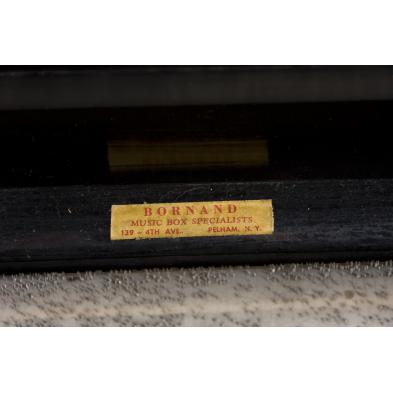 BORNAND
MUSIC BOX SPECIALISTS
139 - 4TH AVE. PELHAM, N. Y.